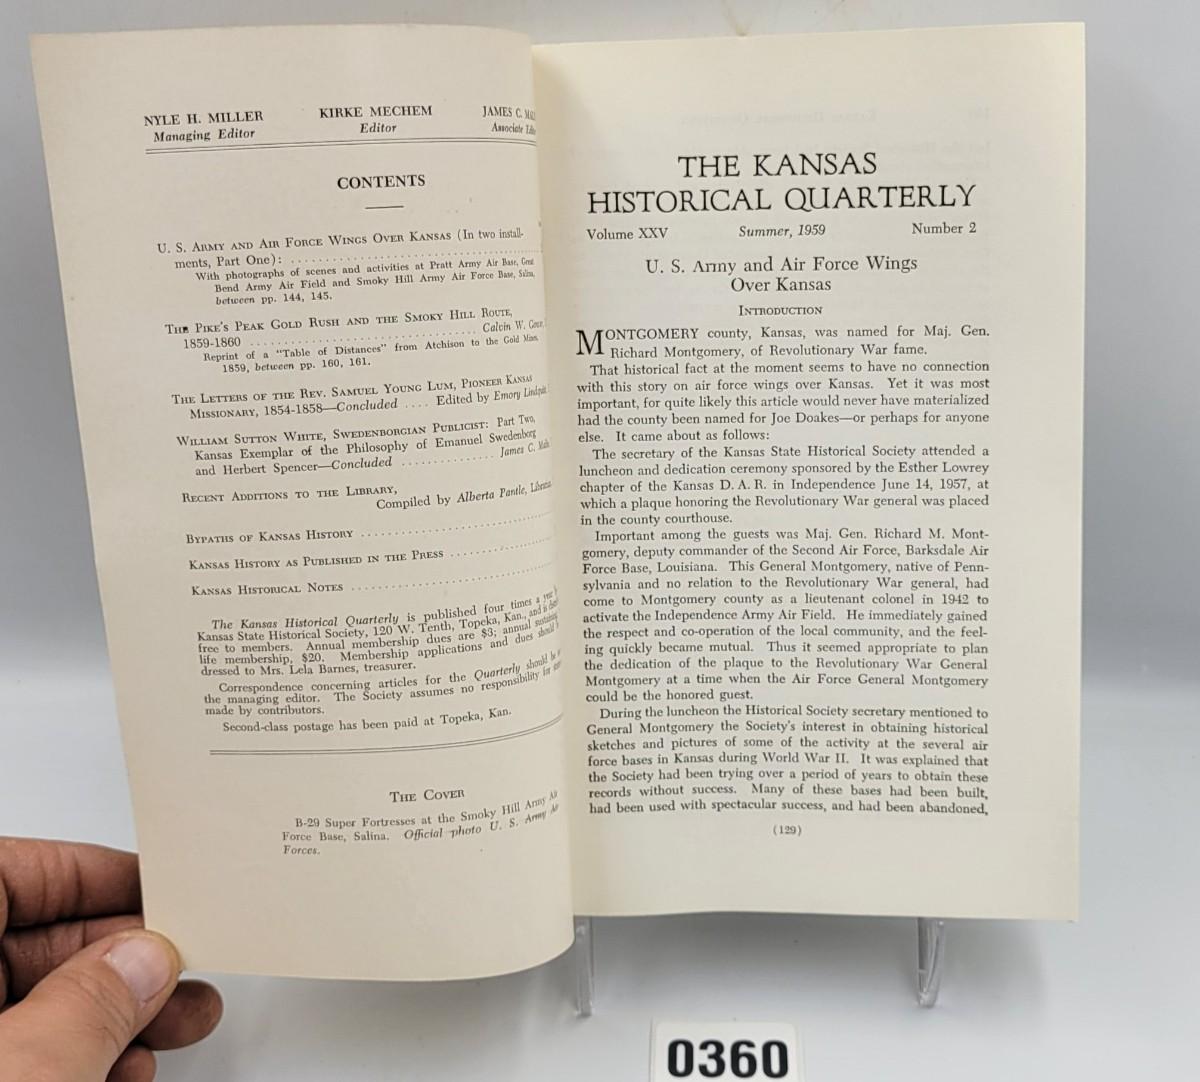 NYLE H. MILLER KIRKE MECHEM JAMES C.
Managing Editor Editor Associate
CONTENTS
U. S. ARMY AND AIR FORCE WINGS OVER KANSAS (In two install-
ments, Part One): ........................................
With photographs of scenes and activities at Pratt Army Air Base, Great
Bend Army Air Field and Smoky Hill Army Air Force Base, Salina,
between pp. 144, 145.
THE PIKE'S PEAK GOLD RUSH AND THE SMOKY HILL ROUTE,
1859-1860 .................................... Calvin W.
Reprint of a "Table of Distances" from Atchison to the Gold Mines,
1859, between pp. 160, 161.
THE LETTERS OF THE REV. SAMUEL YOUNG LUM, PIONEER KANSAS
MISSIONARY, 1854-1858—Concluded .... Edited by Emory
WILLIAM SUTTON WHITE, SWEDENBORGIAN PUBLICIST: Part Two,
Kansas Exemplar of the Philosophy of Emanuel Swedenborg
and Herbert Spencer—Concluded .............. James C.
RECENT ADDITIONS TO THE LIBRARY,
Compiled by Alberta Pantle,
BYPATHS OF KANSAS HISTORY ..............................
KANSAS HISTORY AS PUBLISHED IN THE PRESS ................
KANSAS HISTORICAL NOTES ................................
The Kansas Historical Quarterly is published four times a year by
Kansas State Historical Society, 120 W. Tenth, Topeka, Kan., and is
free to members. Annual membership dues are $3; annual sustaining,
life membership, $20. Membership applications and dues should
dressed to Mrs. Lela Barnes, treasurer.
Correspondence concerning articles for the Quarterly should be
the managing editor. The Society assumes no responsibility for
made by contributors.
Second-class postage has been paid at Topeka, Kan.
THE COVER
B-29 Super Fortresses at the Smoky Hill Army Air
Force Base, Salina. Official photo U. S. Army Air
Forces.
THE KANSAS
HISTORICAL QUARTERLY
Volume XXV Summer, 1959 Number 2
U. S. Army and Air Force Wings
Over Kansas
INTRODUCTION
MONTGOMERY county, Kansas, was named for Maj. Gen.
Richard Montgomery, of Revolutionary War fame.
That historical fact at the moment seems to have no connection
with this story on air force wings over Kansas. Yet it was most
important, for quite likely this article would never have materialized
had the county been named for Joe Doakes—or perhaps for anyone
else. It came about as follows:
The secretary of the Kansas State Historical Society attended a
luncheon and dedication ceremony sponsored by the Esther Lowrey
chapter of the Kansas D. A. R. in Independence June 14, 1957, at
which a plaque honoring the Revolutionary War general was placed
in the county courthouse.
Important among the guests was Maj. Gen. Richard M. Mont-
gomery, deputy commander of the Second Air Force, Barksdale Air
Force Base, Louisiana. This General Montgomery, native of Penn-
sylvania and no relation to the Revolutionary War general, had
come to Montgomery county as a lieutenant colonel in 1942 to
activate the Independence Army Air Field. He immediately gained
the respect and co-operation of the local community, and the feel-
ing quickly became mutual. Thus it seemed appropriate to plan
the dedication of the plaque to the Revolutionary War General
Montgomery at a time when the Air Force General Montgomery
could be the honored guest.
During the luncheon the Historical Society secretary mentioned to
General Montgomery the Society's interest in obtaining historical
sketches and pictures of some of the activity at the several air
force bases in Kansas during World War II. It was explained that
the Society had been trying over a period of years to obtain these
records without success. Many of these bases had been built,
had been used with spectacular success, and had been abandoned,
(129)
0360